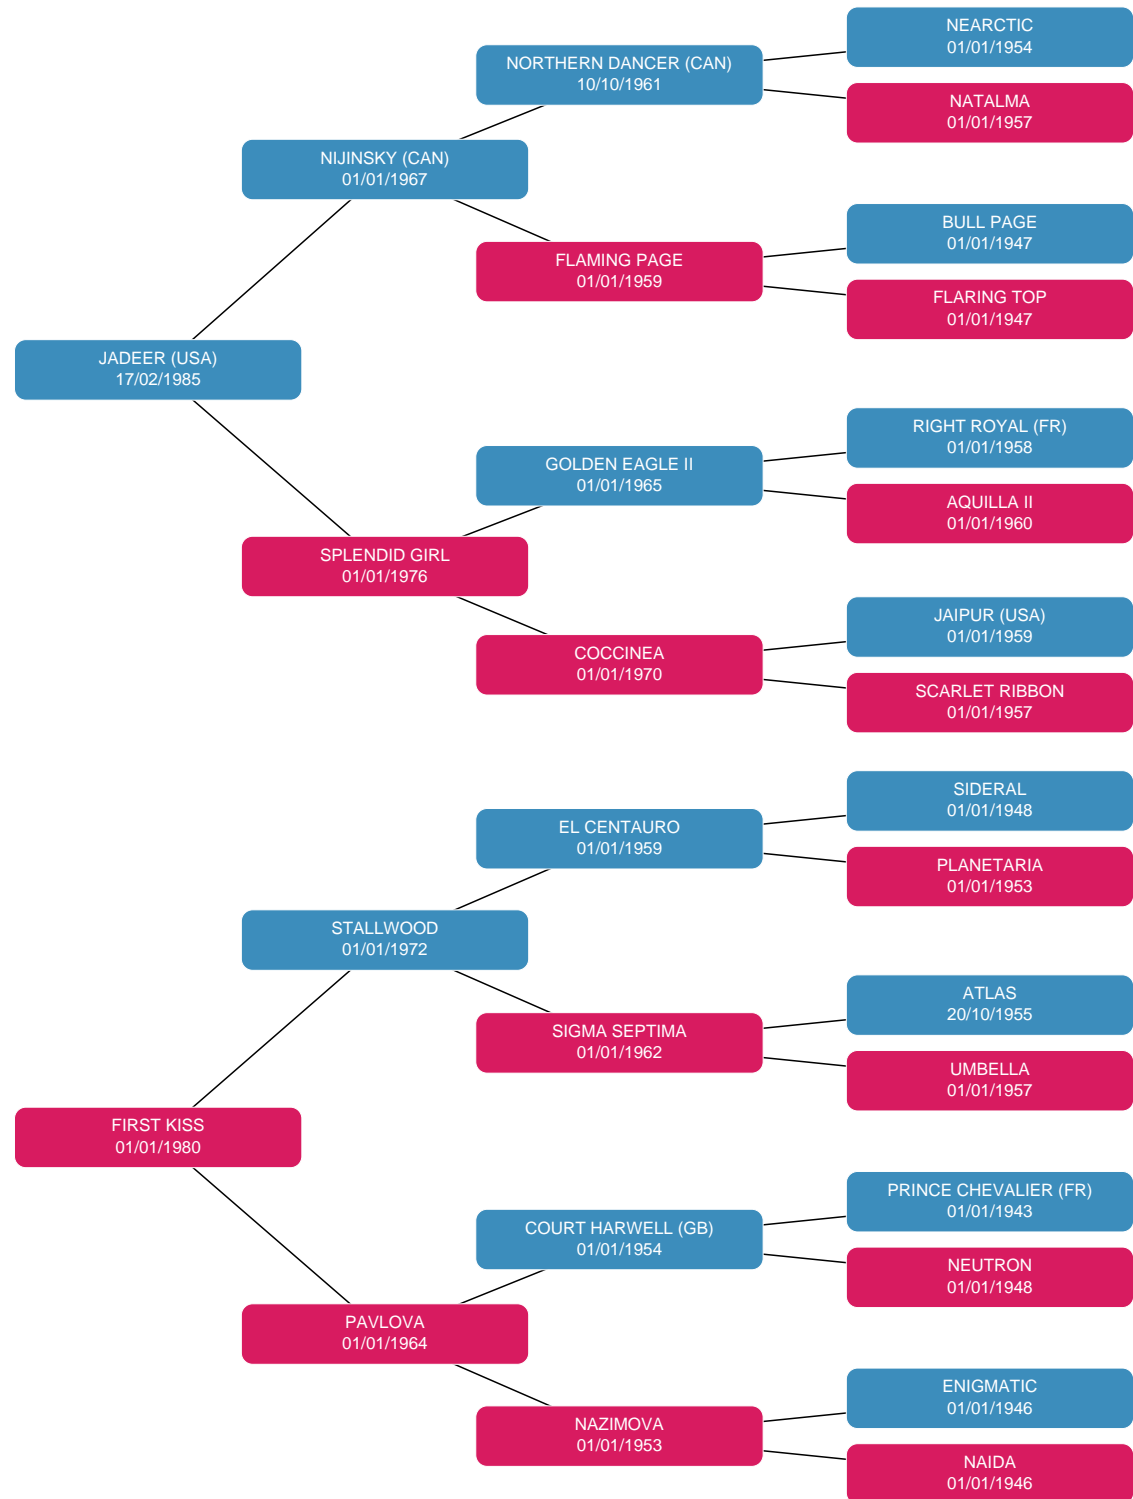 NEARCTIC
01/01/1954
NORTHERN DANCER (CAN)
10/10/1961
NATALMA
01/01/1957
NIJINSKY (CAN)
01/01/1967
BULL PAGE
01/01/1947
FLAMING PAGE
01/01/1959
FLARING TOP
01/01/1947
JADEER (USA)
17/02/1985
RIGHT ROYAL (FR)
01/01/1958
GOLDEN EAGLE II
01/01/1965
AQUILLA II
01/01/1960
SPLENDID GIRL
01/01/1976
JAIPUR (USA)
01/01/1959
COCCINEA
01/01/1970
SCARLET RIBBON
01/01/1957
SIDERAL
01/01/1948
EL CENTAURO
01/01/1959
PLANETARIA
01/01/1953
STALLWOOD
01/01/1972
ATLAS
20/10/1955
SIGMA SEPTIMA
01/01/1962
UMBELLA
01/01/1957
FIRST KISS
01/01/1980
PRINCE CHEVALIER (FR)
01/01/1943
COURT HARWELL (GB)
01/01/1954
NEUTRON
01/01/1948
PAVLOVA
01/01/1964
ENIGMATIC
01/01/1946
NAZIMOVA
01/01/1953
NAIDA
01/01/1946